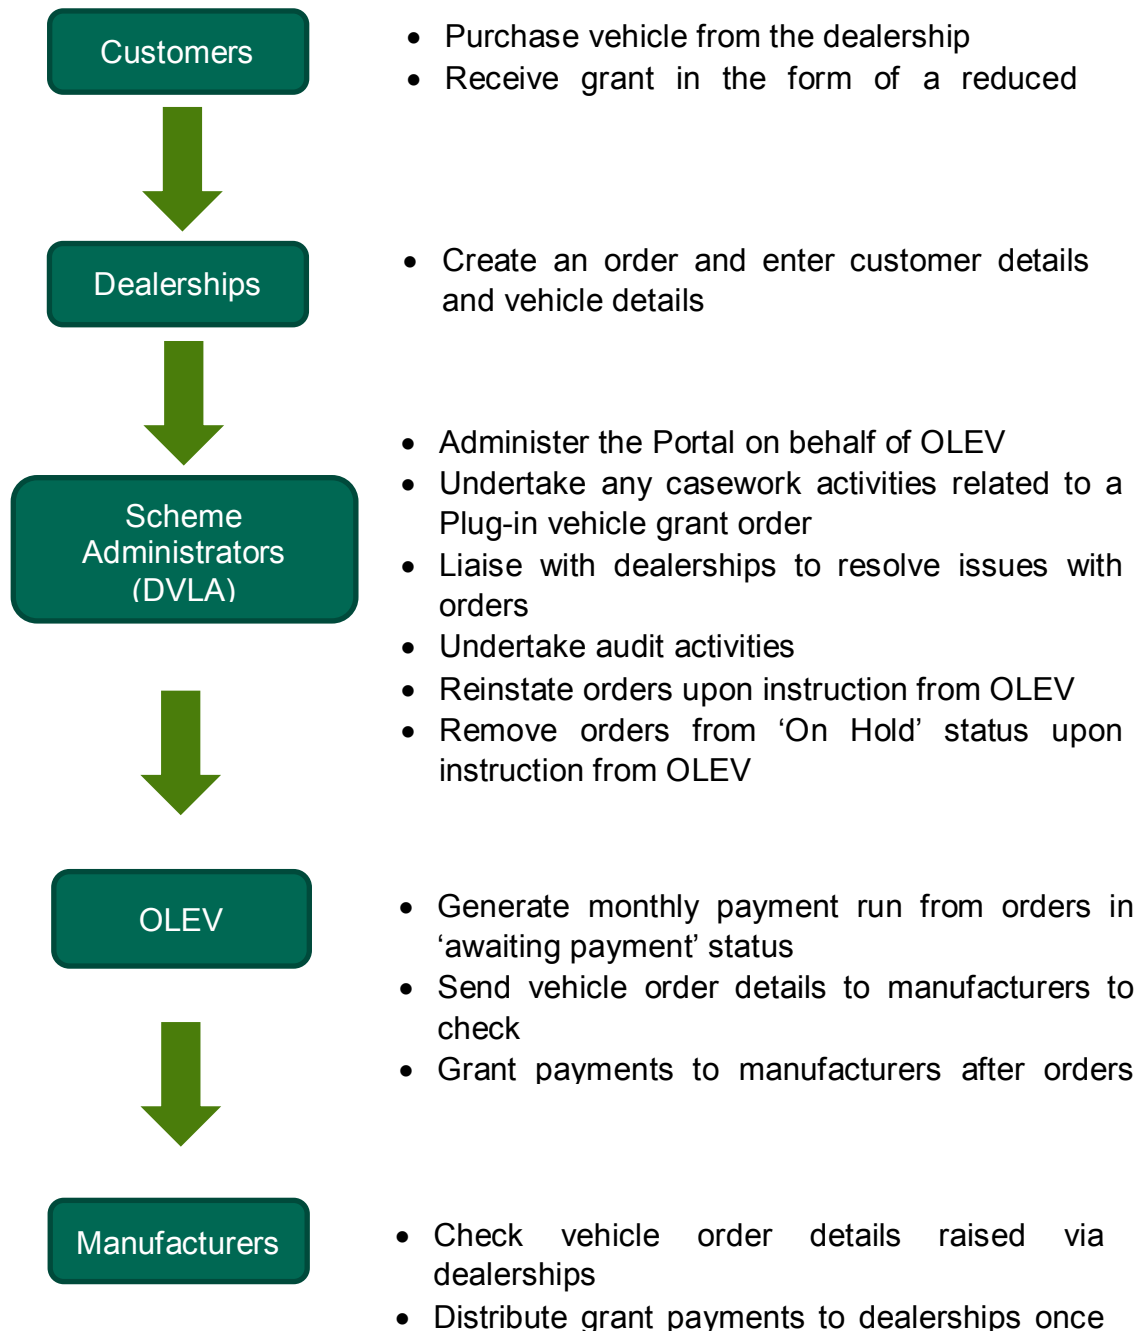 Customers
• Purchase vehicle from the dealership
• Receive grant in the form of a reduced
Dealerships
• Create an order and enter customer details
and vehicle details
Scheme
Administrators
(DVLA)
• Administer the Portal on behalf of OLEV
• Undertake any casework activities related to a
Plug-in vehicle grant order
• Liaise with dealerships to resolve issues with
orders
• Undertake audit activities
• Reinstate orders upon instruction from OLEV
• Remove orders from ‘On Hold’ status upon
instruction from OLEV
OLEV
• Generate monthly payment run from orders in
‘awaiting payment’ status
• Send vehicle order details to manufacturers to
check
• Grant payments to manufacturers after orders
Manufacturers
• Check vehicle order details raised via
dealerships
• Distribute grant payments to dealerships once